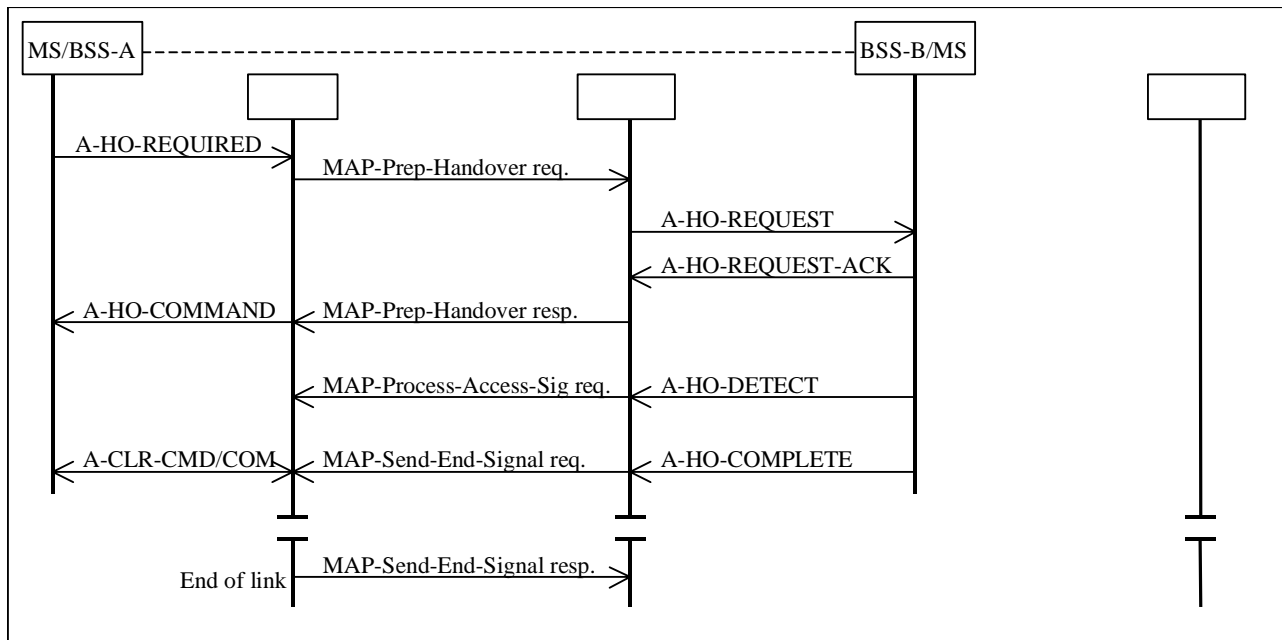 MS/BSS-A
BSS-B/MS
A-HO-REQUIRED
MAP-Prep-Handover req.
A-HO-REQUEST
A-HO-REQUEST-ACK
A-HO-COMMAND
MAP-Prep-Handover resp.
MAP-Process-Access-Sig req.
A-HO-DETECT
A-CLR-CMD/COM
MAP-Send-End-Signal req.
A-HO-COMPLETE
End of link
MAP-Send-End-Signal resp.